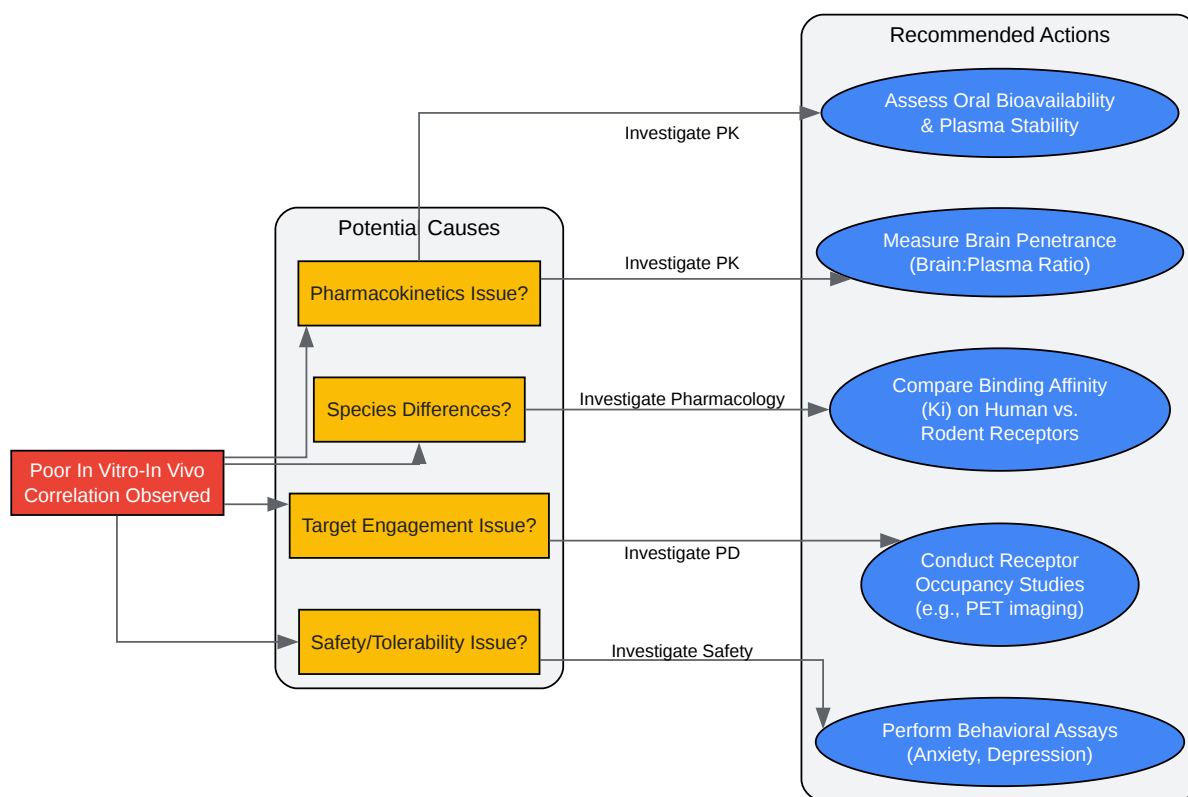 Recommended Actions
Assess Oral Bioavailability
& Plasma Stability
Investigate PK
Potential Causes
Measure Brain Penetrance
(Brain:Plasma Ratio)
Investigate PK
Pharmacokinetics Issue?
Compare Binding Affinity
(Ki) on Human vs.
Rodent Receptors
Investigate Pharmacology
Species Differences?
Poor In Vitro-In Vivo
Correlation Observed
Target Engagement Issue?
Investigate PD
Conduct Receptor
Occupancy Studies
(e.g., PET imaging)
Safety/Tolerability Issue?
Investigate Safety
Perform Behavioral Assays
(Anxiety, Depression)